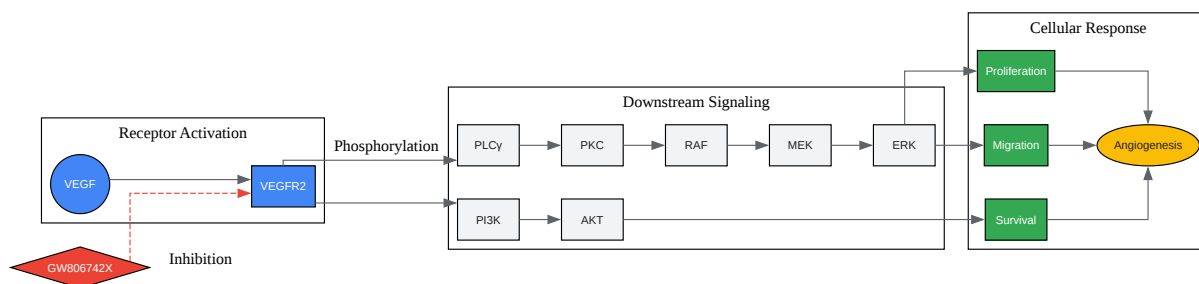 Cellular Response
Proliferation
Downstream Signaling
Receptor Activation
Phosphorylation
PLCγ
PKC
RAF
MEK
ERK
Migration
Angiogenesis
VEGF
VEGFR2
PI3K
AKT
Survival
GW806742X
Inhibition